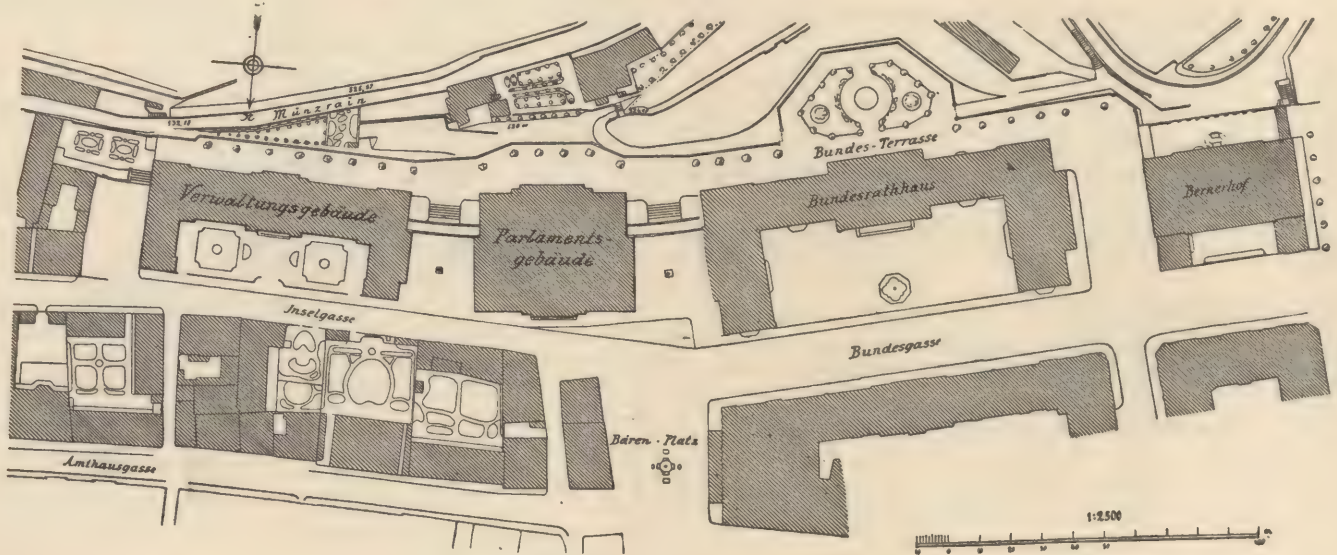 Münzrain
Bundes-Terrasse
Verwaltungsgebäude
Bundesrathhaus
Bernerhof
Parlaments-
gebäude
Inselgasse
Bundesgasse
Bären-Platz
Amthausgasse
1:2500